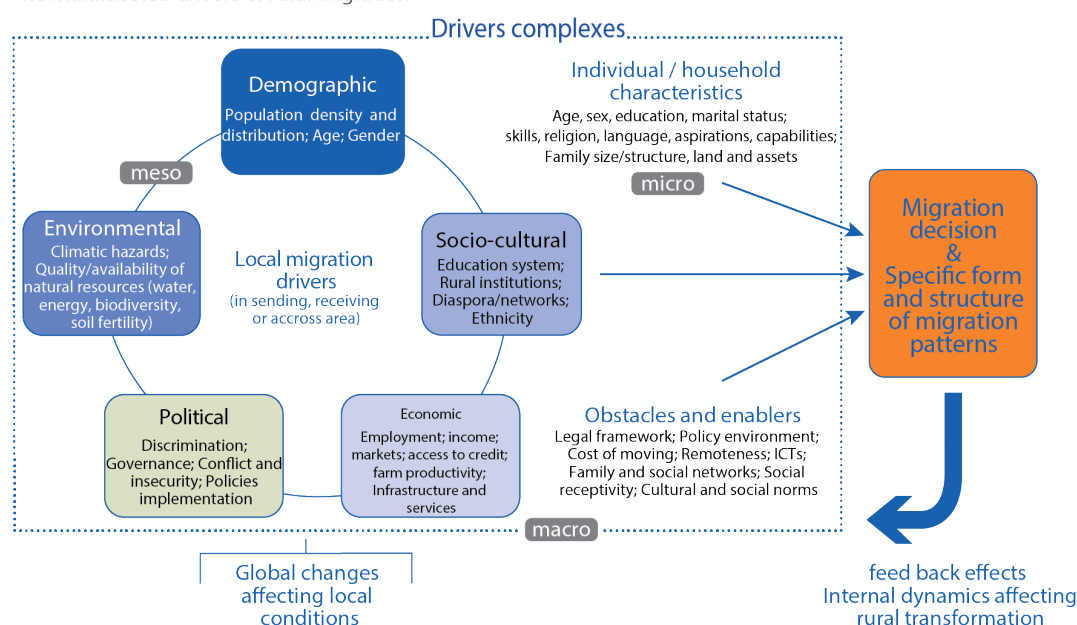 Drivers complexes
Demographic
Population density and
distribution; Age; Gender
meso
Environmental
Climatic hazards;
Quality/availability of
natural resources (water,
energy, biodiversity,
soil fertility)
Local migration
drivers
(in sending, receiving
or accross area)
Socio-cultural
Education system;
Rural institutions;
Diaspora/networks;
Ethnicity
Political
Discrimination;
Governance; Conflict and
insecurity; Policies
implementation
Economic
Employment; income;
markets; access to credit;
farm productivity;
Infrastructure and
services
Individual / household
characteristics
Age, sex, education, marital status;
skills, religion, language, aspirations, capabilities;
Family size/structure, land and assets
micro
Obstacles and enablers
Legal framework; Policy environment;
Cost of moving; Remoteness; ICTs;
Family and social networks; Social
receptivity; Cultural and social norms
macro
Migration
decision
&
Specific form
and structure
of migration
patterns
Global changes
affecting local
conditions
feed back effects
Internal dynamics affecting
rural transformation